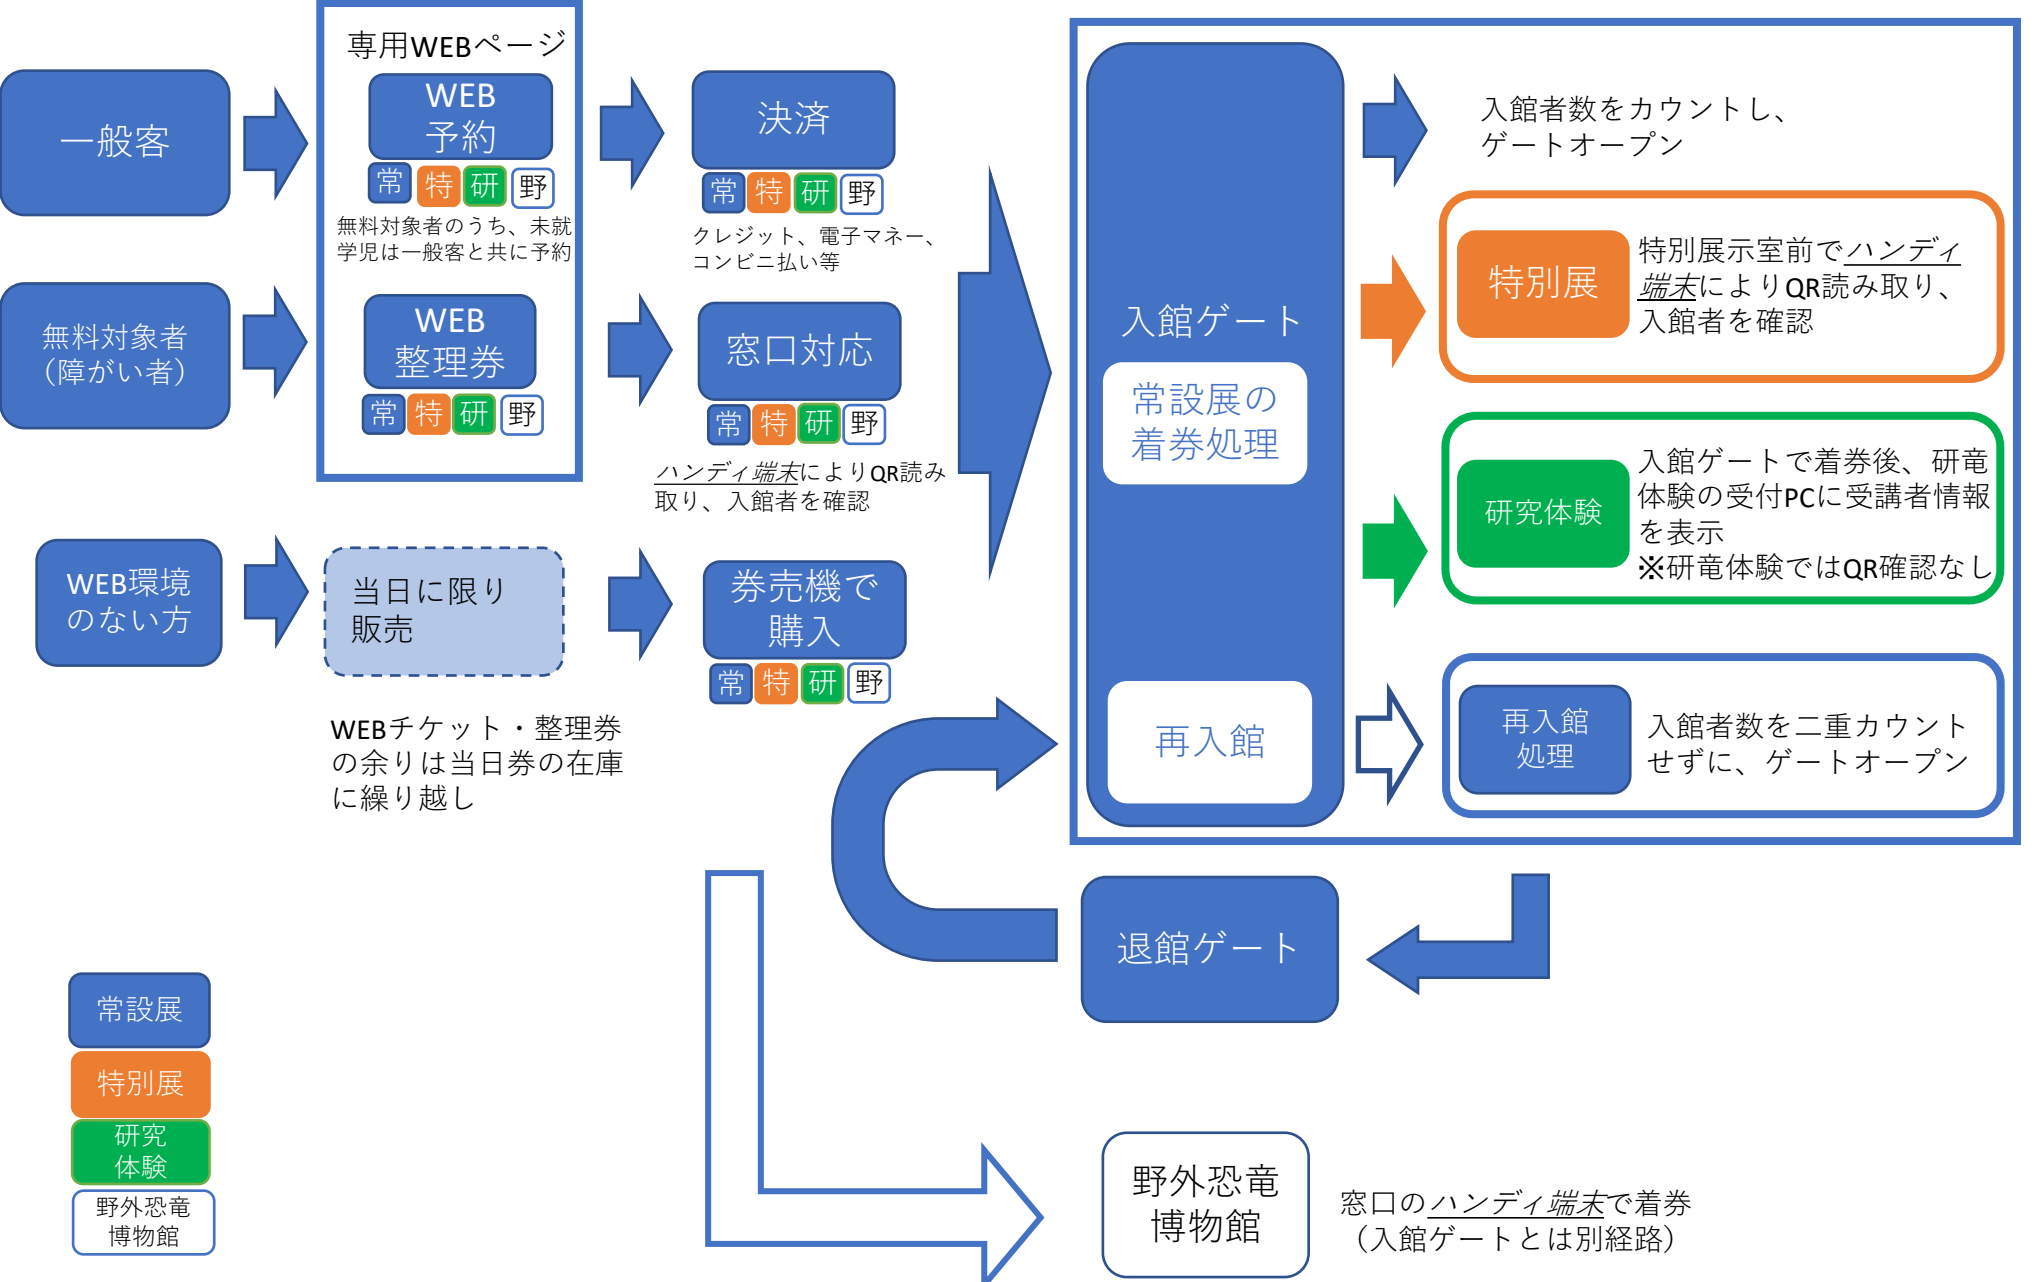 専用WEBページ
一般客
WEB
予約
常 特 研 野
無料対象者のうち、未就
学児は一般客と共に予約
決済
常 特 研 野
クレジット、電子マネー、
コンビニ払い等
無料対象者
（障がい者）
WEB
整理券
常 特 研 野
窓口対応
常 特 研 野
ハンディ端末によりQR読み
取り、入館者を確認
WEB環境
のない方
当日に限り
販売
WEBチケット・整理券
の余りは当日券の在庫
に繰り越し
券売機で
購入
常 特 研 野
入館ゲート
常設展の
着券処理
再入館
入館者数をカウントし、
ゲートオープン
特別展
特別展示室前でハンディ
端末によりQR読み取り、
入館者を確認
研究体験
入館ゲートで着券後、研竜
体験の受付PCに受講者情報
を表示
※研竜体験ではQR確認なし
再入館
処理
入館者数を二重カウント
せずに、ゲートオープン
退館ゲート
常設展
特別展
研究
体験
野外恐竜
博物館
野外恐竜
博物館
窓口のハンディ端末で着券
（入館ゲートとは別経路）